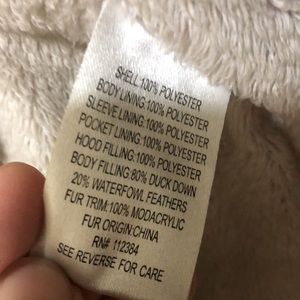 SHELL:100% POLYESTER
BODY LINING:100% POLYESTER
SLEEVE LINING:100% POLYESTER
POCKET LINING:100% POLYESTER
HOOD FILLING:100% POLYESTER
BODY FILLING 80% DUCK DOWN
20% WATERFOWL FEATHERS
FUR TRIM:100% MODACRYLIC
FUR ORIGIN:CHINA
RN# 112384
SEE REVERSE FOR CARE